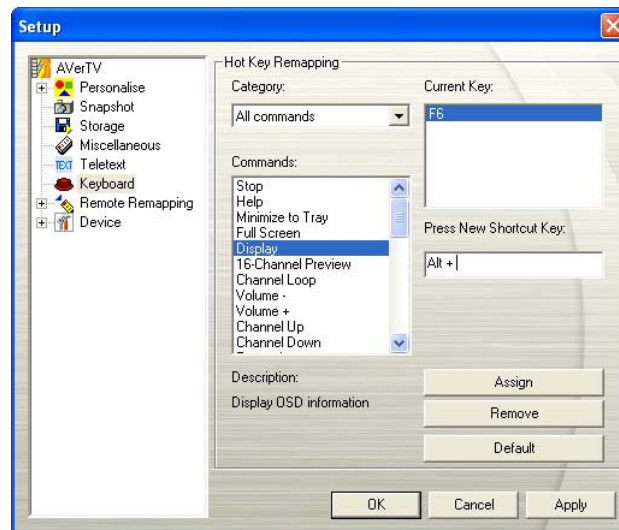 Setup
AVerTV
Personalise
Snapshot
Storage
Miscellaneous
TEXT Teletext
Keyboard
Remote Remapping
Device
Hot Key Remapping
Category:
All commands
Commands:
Stop
Help
Minimize to Tray
Full Screen
Display
16-Channel Preview
Channel Loop
Volume -
Volume +
Channel Up
Channel Down
Description:
Display OSD information
Current Key:
F6
Press New Shortcut Key:
Alt +
Assign
Remove
Default
OK
Cancel
Apply